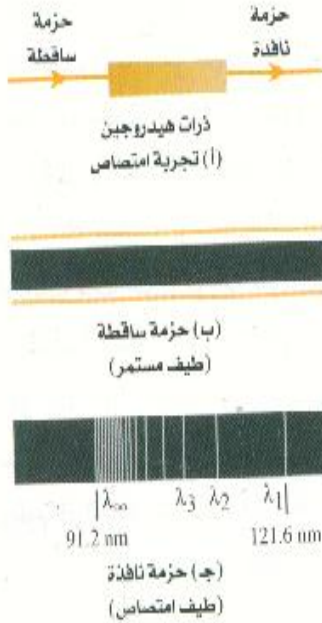 حزمة ساقطة
حزمة نافذة
ذرات هيدروجين
(أ) تجربة امتصاص
(ب) حزمة ساقطة
(طيف مستمر)
λ∞ λ3 λ2 λ1
91.2 nm 121.6 nm
(جـ) حزمة نافذة
(طيف امتصاص)